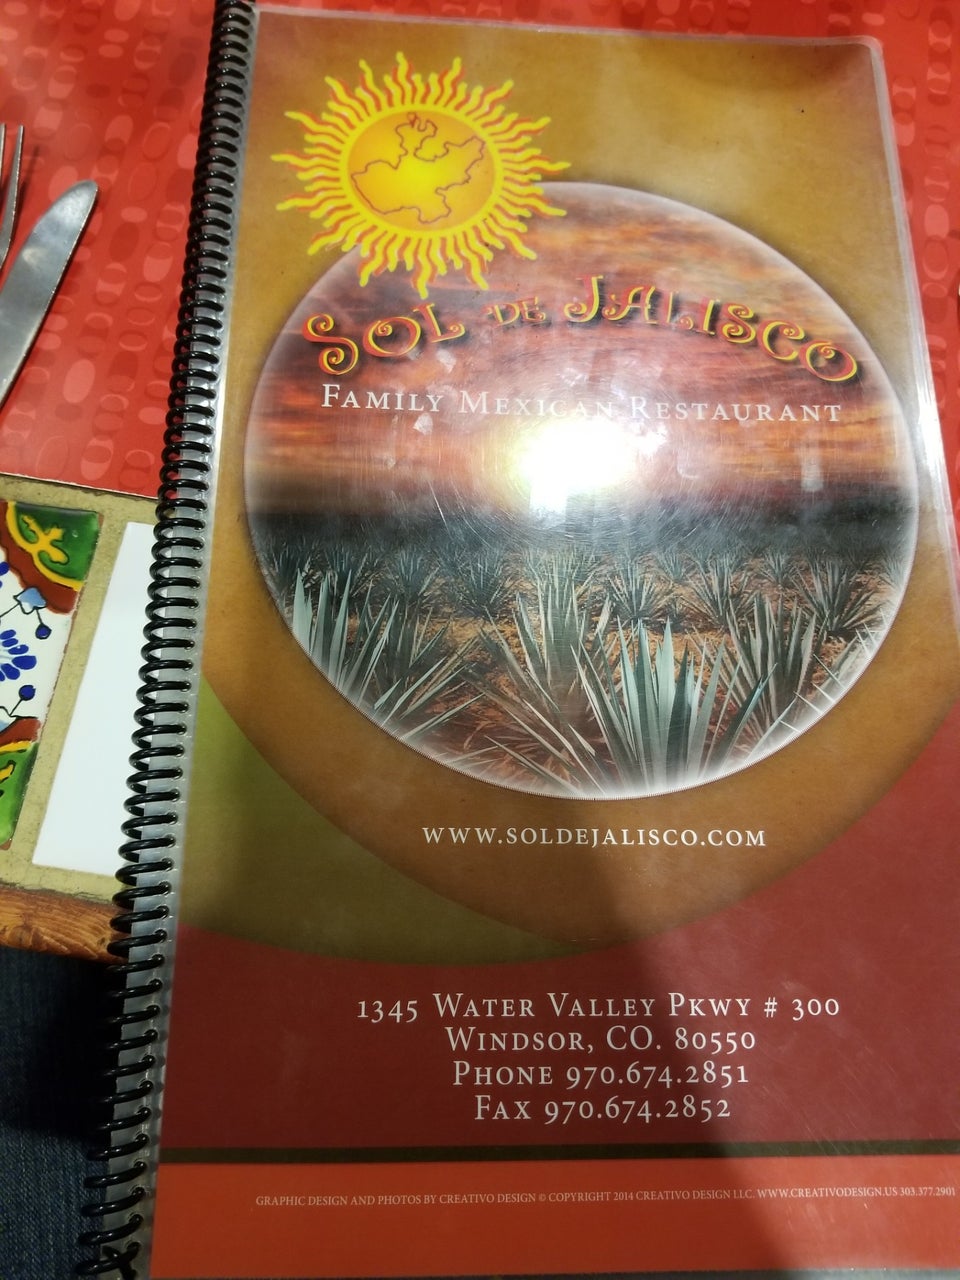 Sol de Jalisco
Family Mexican Restaurant
www.soldejalisco.com
1345 Water Valley Pkwy # 300
Windsor, CO. 80550
Phone 970.674.2851
Fax 970.674.2852
GRAPHIC DESIGN AND PHOTOS BY CREATIVO DESIGN © COPYRIGHT 2014 CREATIVO DESIGN LLC. WWW.CREATIVODESIGN.US 303.377.2901